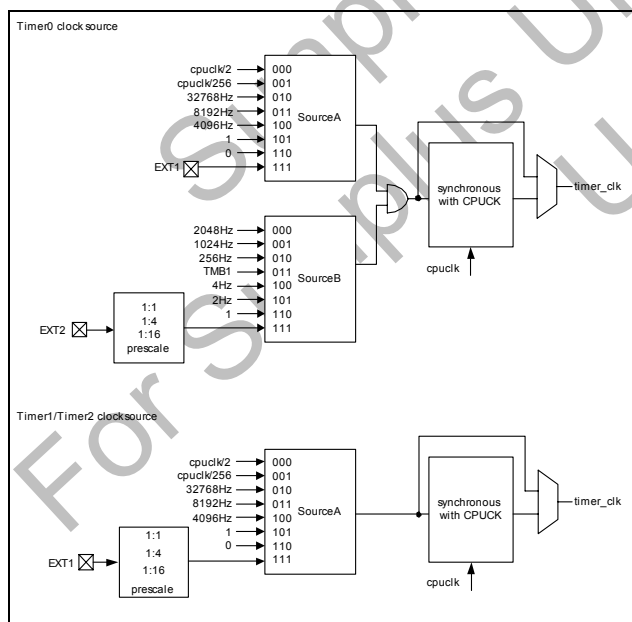 Timer0 clock source
cpuclk/2 000
cpuclk/256 001
32768Hz 010
8192Hz 011
4096Hz 100
1 101
0 110
EXT1 111
SourceA
2048Hz 000
1024Hz 001
256Hz 010
TMB1 011
4Hz 100
2Hz 101
1 110
111
SourceB
EXT2
1:1
1:4
1:16
prescale
synchronous
with CPUCK
cpuclk
timer_clk
Timer1/Timer2 clocksource
cpuclk/2 000
cpuclk/256 001
32768Hz 010
8192Hz 011
4096Hz 100
1 101
0 110
111
SourceA
EXT1
1:1
1:4
1:16
prescale
synchronous
with CPUCK
cpuclk
timer_clk